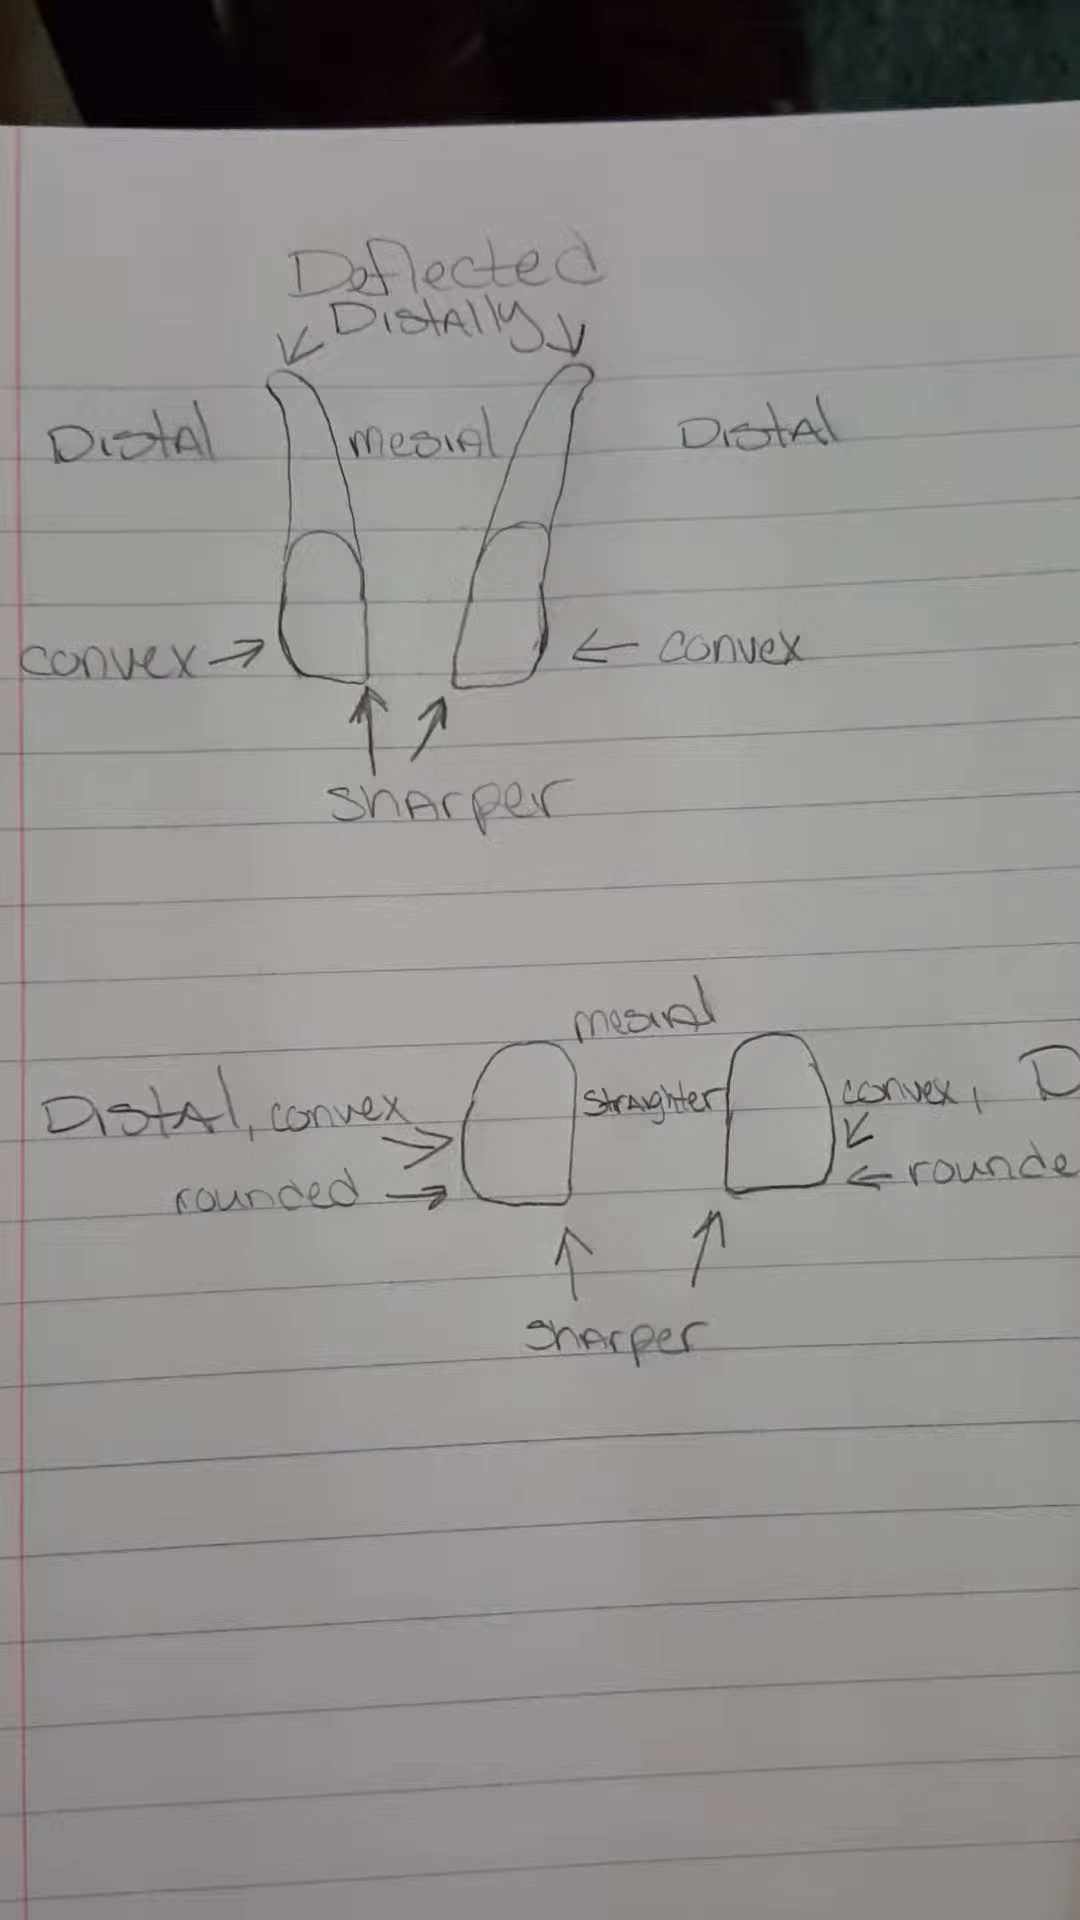 Deflected
Distally
Distal mesial Distal
convex convex
sharper
mesial
Distal, convex straighter convex, D
rounded rounde
sharper